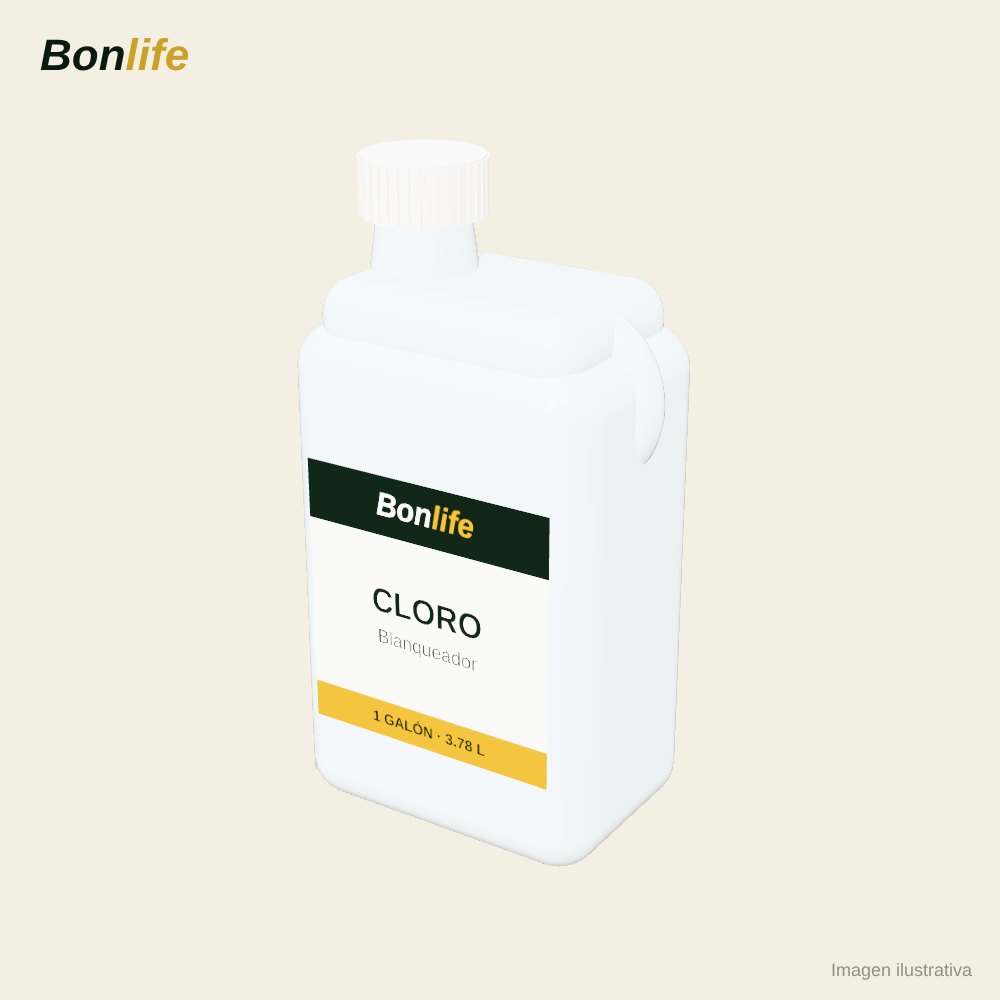 Bonlife
Bonlife
CLORO
Blanqueador
1 GALÓN · 3.78 L
Imagen ilustrativa